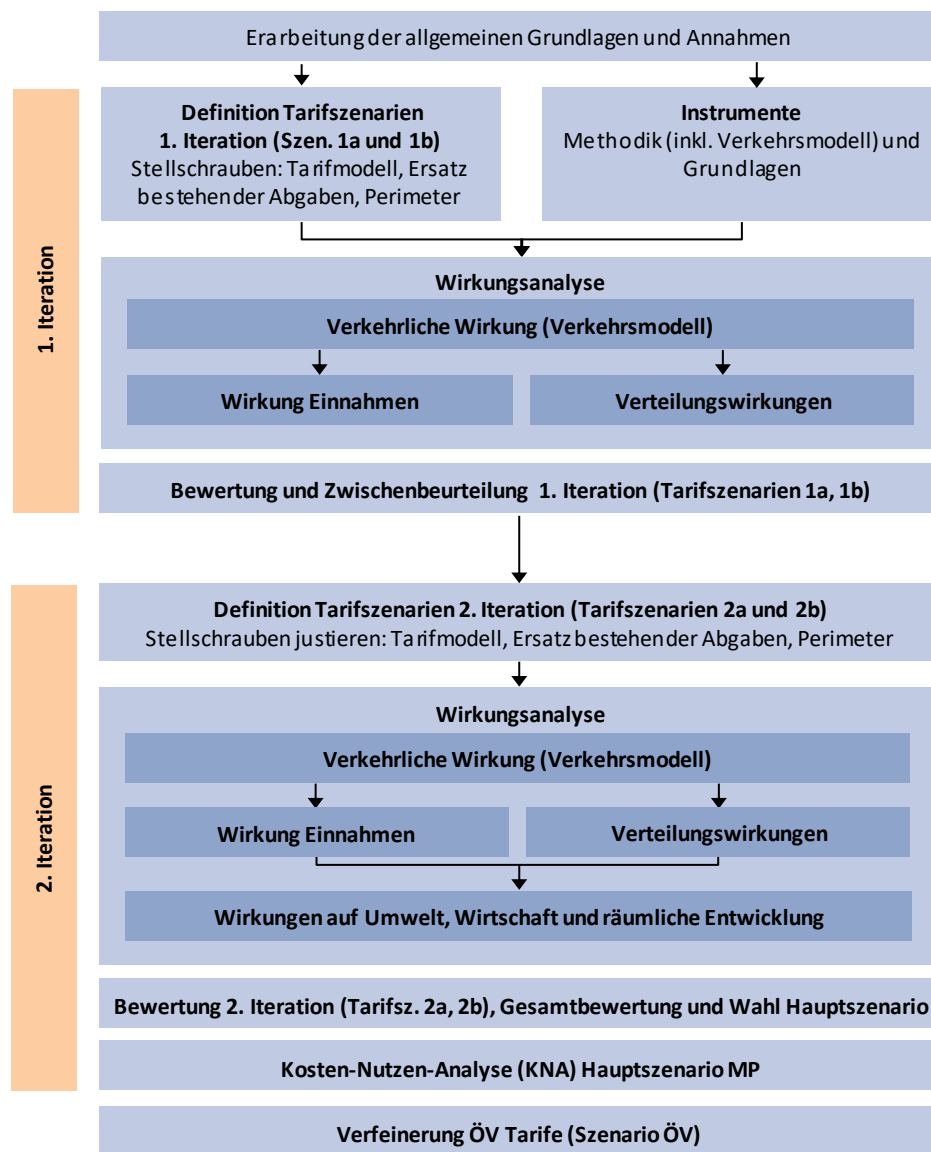 Erarbeitung der allgemeinen Grundlagen und Annahmen
1. Iteration
Definition Tarifszenarien
1. Iteration (Szen. 1a und 1b)
Stellschrauben: Tarifmodell, Ersatz
bestehender Abgaben, Perimeter
Instrumente
Methodik (inkl. Verkehrsmodell) und
Grundlagen
Wirkungsanalyse
Verkehrliche Wirkung (Verkehrsmodell)
Wirkung Einnahmen
Verteilungswirkungen
Bewertung und Zwischenbeurteilung 1. Iteration (Tarifszenarien 1a, 1b)
2. Iteration
Definition Tarifszenarien 2. Iteration (Tarifszenarien 2a und 2b)
Stellschrauben justieren: Tarifmodell, Ersatz bestehender Abgaben, Perimeter
Wirkungsanalyse
Verkehrliche Wirkung (Verkehrsmodell)
Wirkung Einnahmen
Verteilungswirkungen
Wirkungen auf Umwelt, Wirtschaft und räumliche Entwicklung
Bewertung 2. Iteration (Tarifsz. 2a, 2b), Gesamtbewertung und Wahl Hauptszenario
Kosten-Nutzen-Analyse (KNA) Hauptszenario MP
Verfeinerung ÖV Tarife (Szenario ÖV)